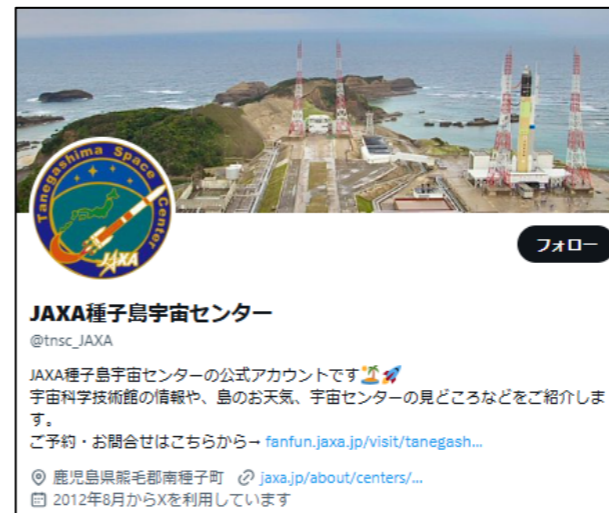 Tanegashima Space Center
JAXA
フォロー
JAXA種子島宇宙センター
@tnsc_JAXA
JAXA種子島宇宙センターの公式アカウントです🏝️🚀
宇宙科学技術館の情報や、島のお天気、宇宙センターの見どころなどをご紹介しま
す。
ご予約・お問合せはこちらから→ fanfun.jaxa.jp/visit/tanegash...
鹿児島県熊毛郡南種子町 jaxa.jp/about/centers/...
2012年8月からXを利用しています